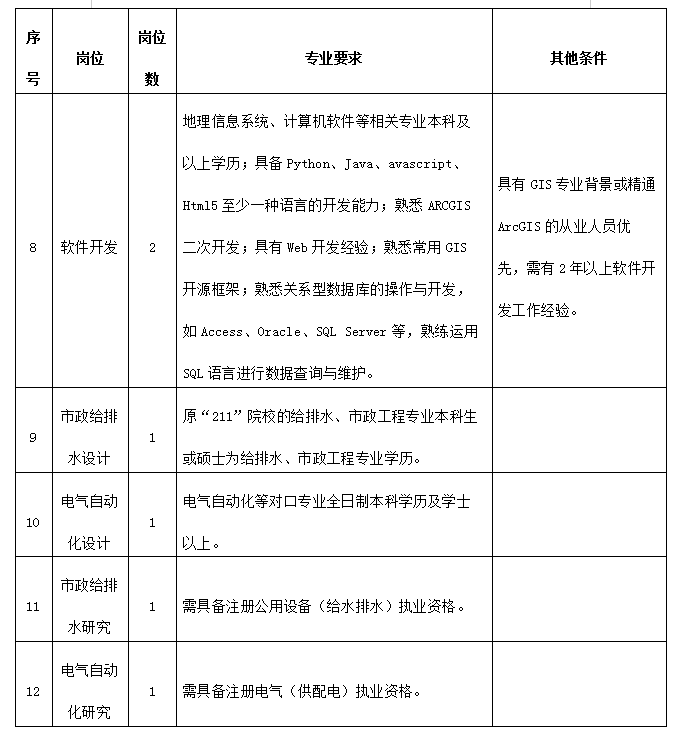 序号 岗位 岗位数 专业要求 其他条件
8 软件开发 2
地理信息系统、计算机软件等相关专业本科及
以上学历；具备 Python、Java、avascript、
Html5 至少一种语言的开发能力；熟悉 ARCGIS
二次开发；具有 Web 开发经验；熟悉常用 GIS
开源框架；熟悉关系型数据库的操作与开发，
如 Access、Oracle、SQL Server 等，熟练运用
SQL 语言进行数据查询与维护。
具有 GIS 专业背景或精通
ArcGIS 的从业人员优
先，需有 2 年以上软件开
发工作经验。
9
市政给排
水设计
1
原“211”院校的给排水、市政工程专业本科生
或硕士为给排水、市政工程专业学历。
10
电气自动
化设计
1
电气自动化等对口专业全日制本科学历及学士
以上。
11
市政给排
水研究
1
需具备注册公用设备（给水排水）执业资格。
12
电气自动
化研究
1
需具备注册电气（供配电）执业资格。